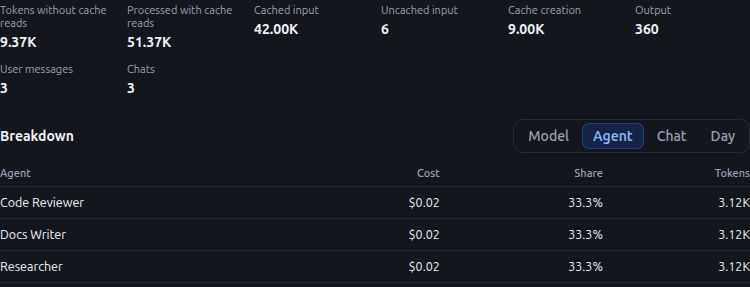 Tokens without cache reads
9.37K
Processed with cache reads
51.37K
Cached input
42.00K
Uncached input
6
Cache creation
9.00K
Output
360
User messages
3
Chats
3
Breakdown
Model Agent Chat Day
Agent Cost Share Tokens
Code Reviewer $0.02 33.3% 3.12K
Docs Writer $0.02 33.3% 3.12K
Researcher $0.02 33.3% 3.12K